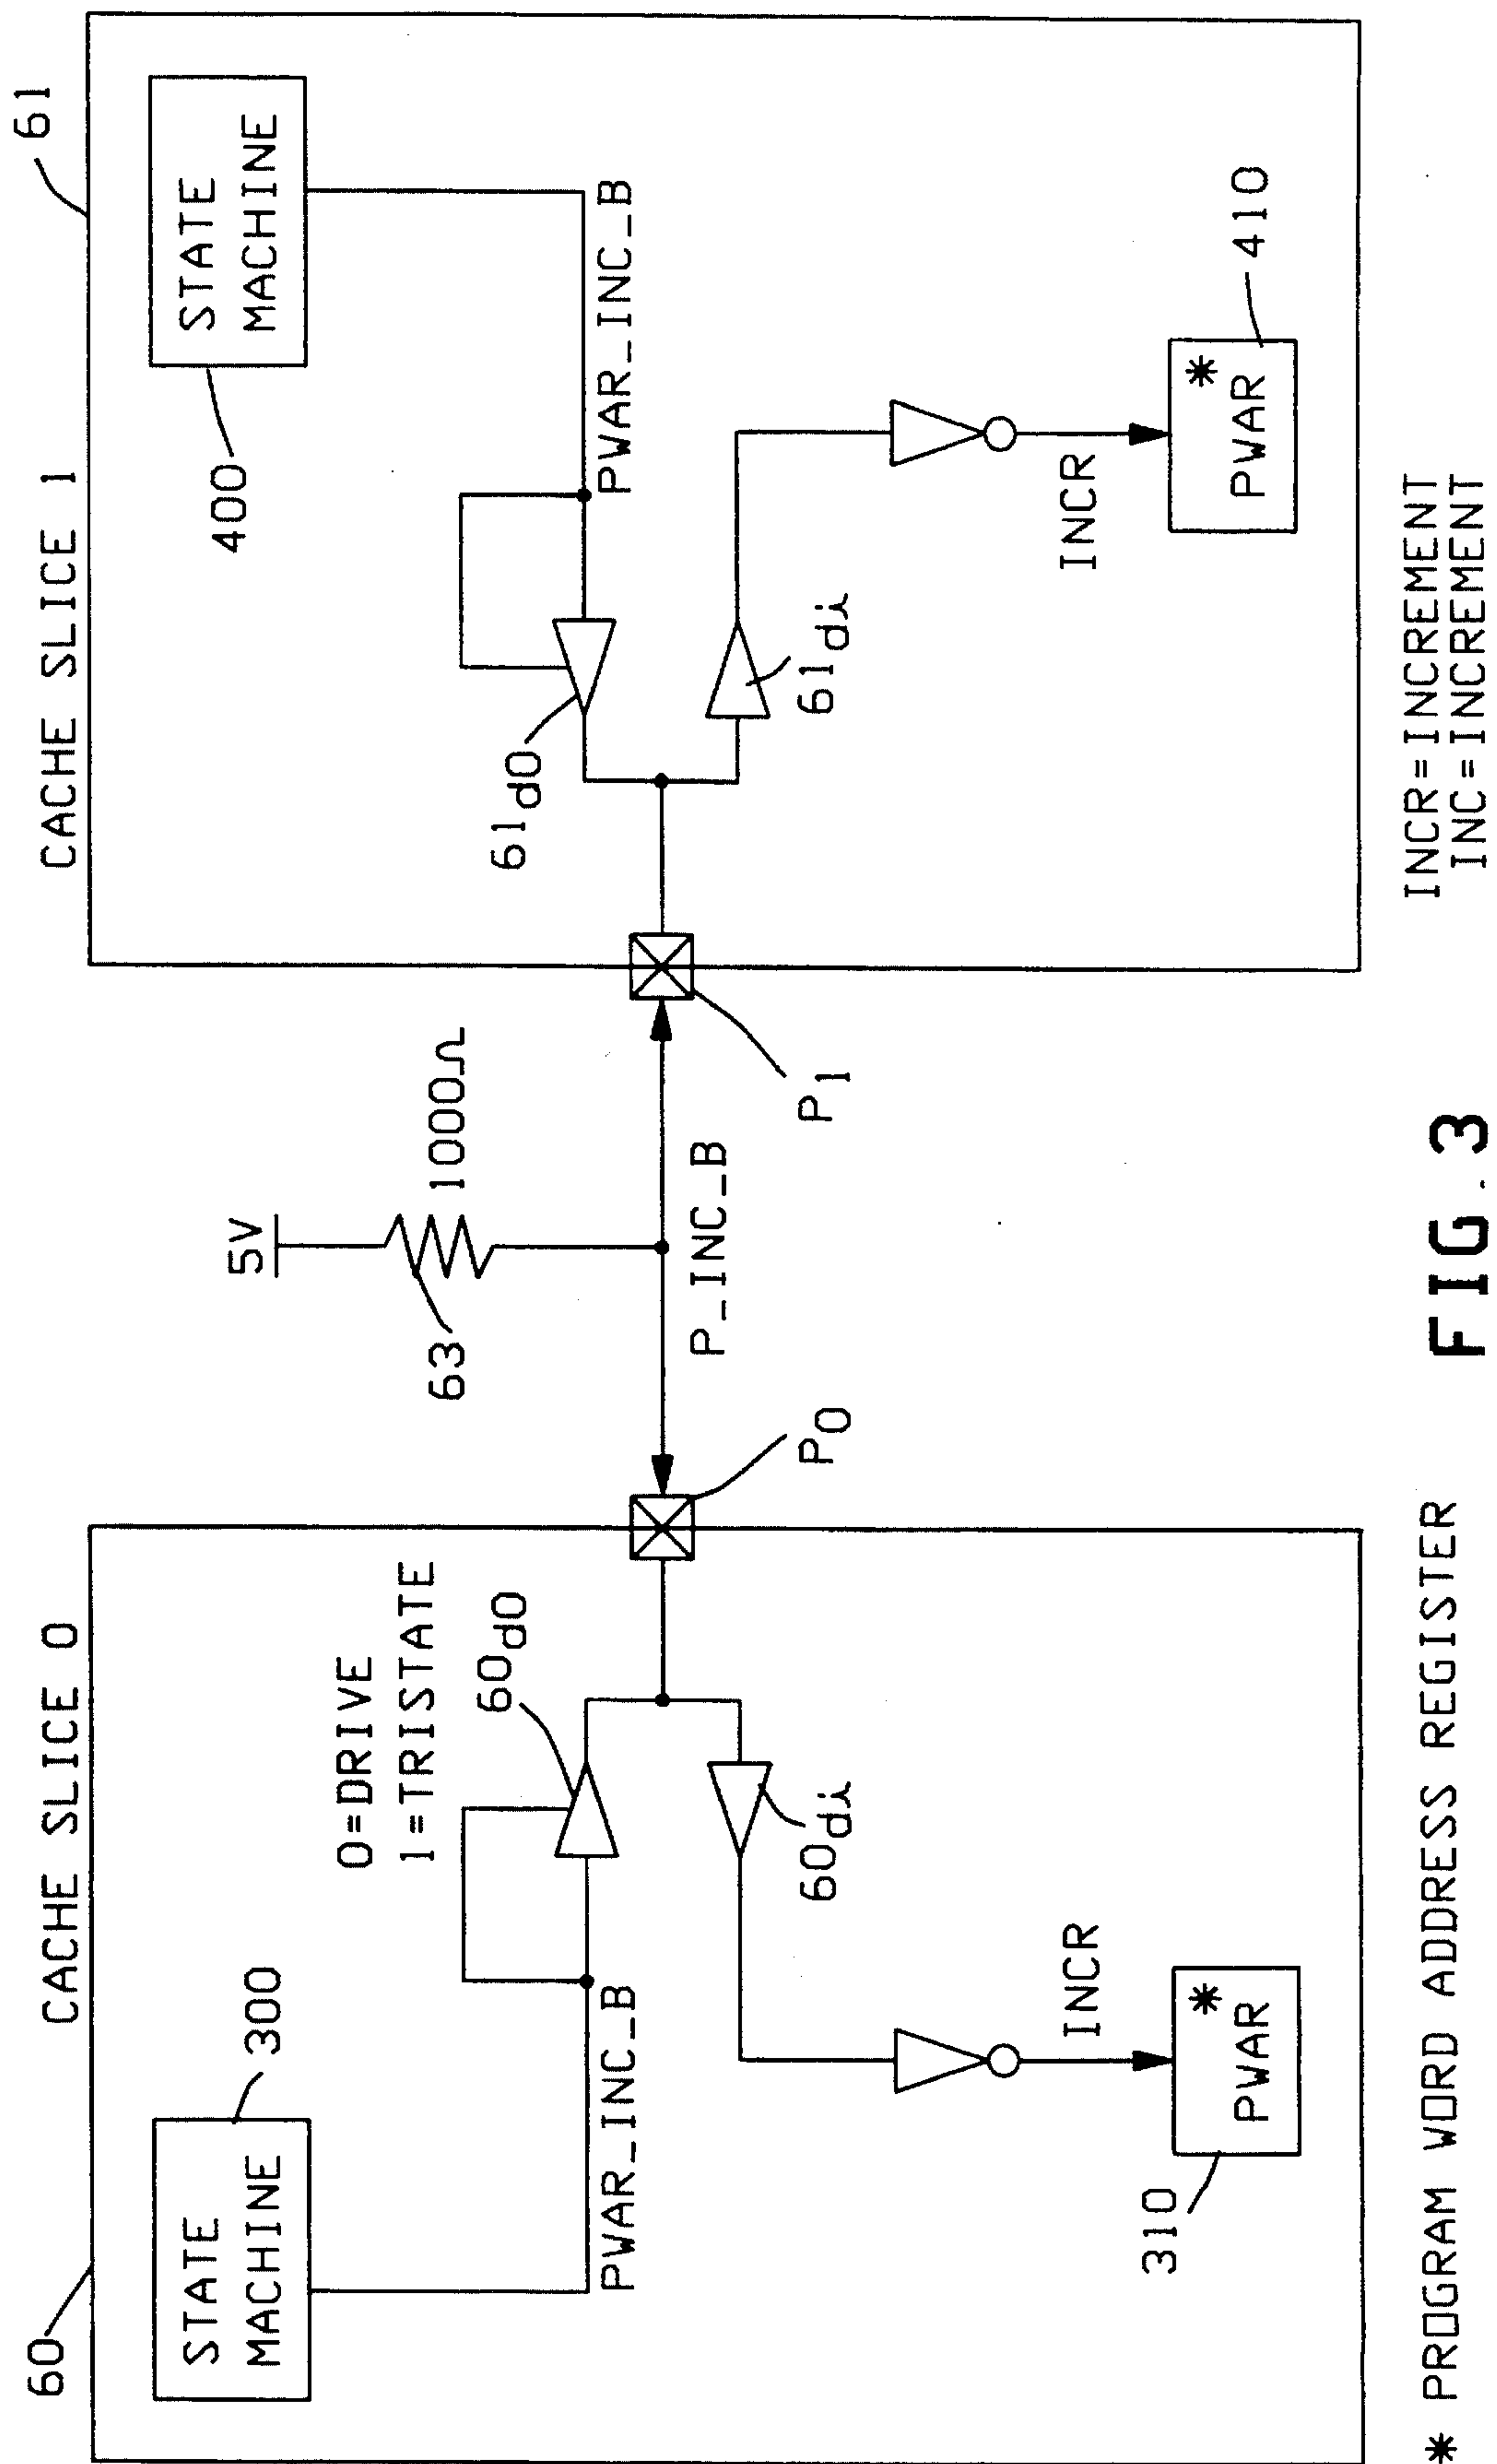 CACHE SLICE 0
60
STATE
MACHINE
300
PWAR_INC_B
0=DRIVE
1=TRISTATE
60dO
60di
INCR
* PWAR
310
P0
5V
63
1000Ω
P_INC_B
P1
CACHE SLICE 1
61
STATE
MACHINE
400
PWAR_INC_B
61dO
61di
INCR
* PWAR
410
* PROGRAM WORD ADDRESS REGISTER
INCR=INCREMENT
INC=INCREMENT
FIG. 3